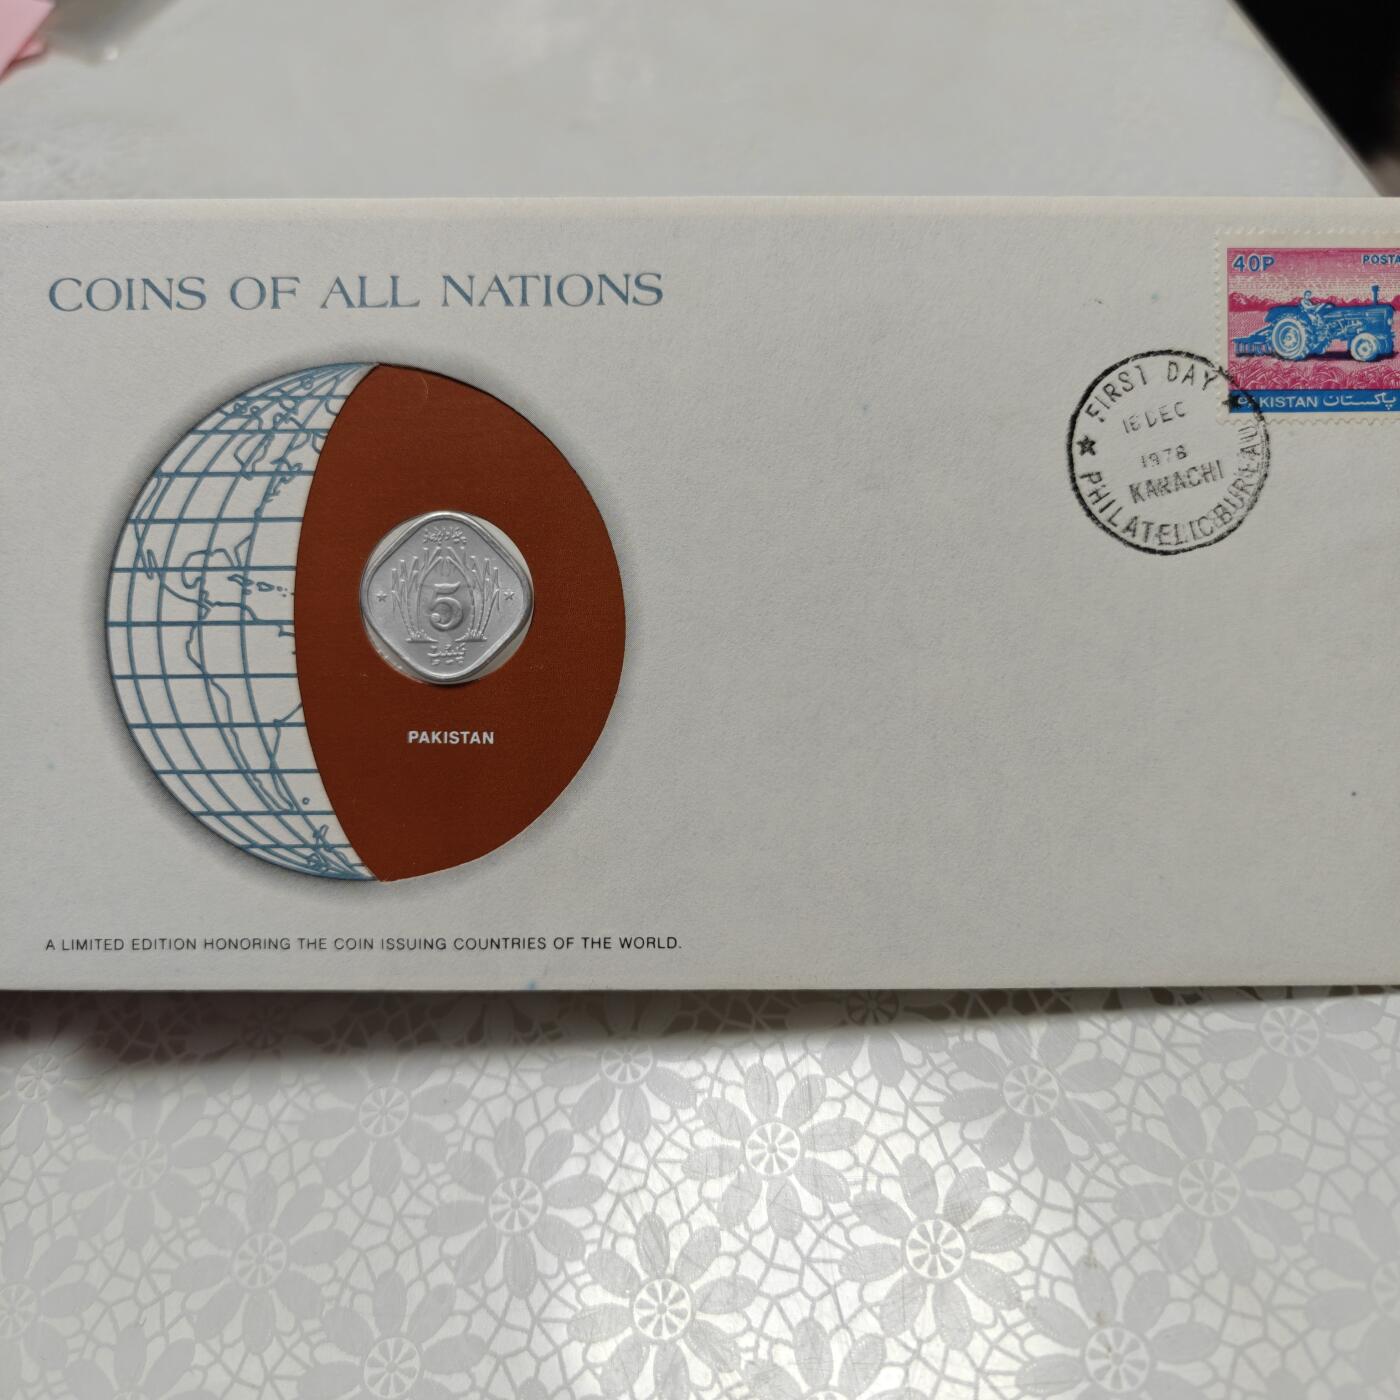 COINS OF ALL NATIONS
40P
POSTA
PAKISTAN پاکستان
FIRST DAY
16 DEC
1978
KARACHI
PHILATELIC BUREAU
5
PAKISTAN
A LIMITED EDITION HONORING THE COIN ISSUING COUNTRIES OF THE WORLD.